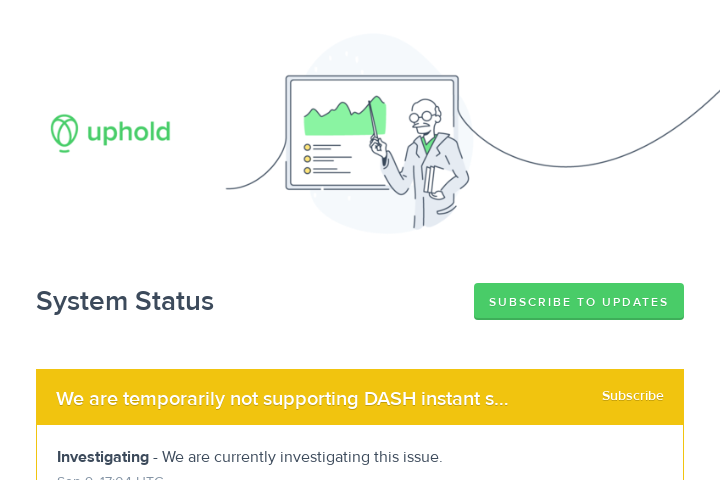 uphold
System Status
SUBSCRIBE TO UPDATES
We are temporarily not supporting DASH instant s...
Subscribe
Investigating - We are currently investigating this issue.